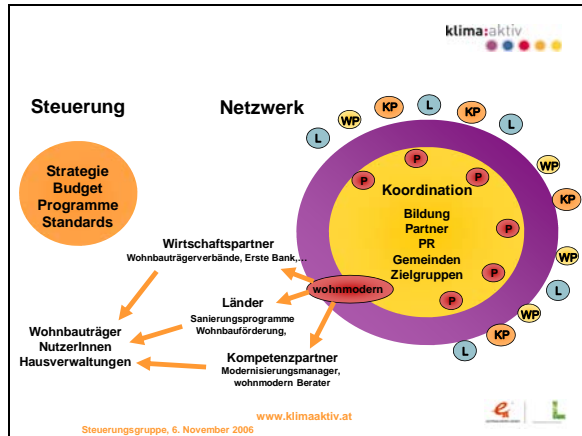 klima:aktiv
Steuerung
Netzwerk
Strategie
Budget
Programme
Standards
L
WP
KP
L
KP
L
WP
KP
WP
L
WP
KP
L
P
P
P
P
P
P
Koordination
Bildung
Partner
PR
Gemeinden
Zielgruppen
wohnmodern
Wirtschaftspartner
Wohnbauträgerverbände, Erste Bank,…
Länder
Sanierungsprogramme
Wohnbauförderung,
Kompetenzpartner
Modernisierungsmanager,
wohnmodern Berater
Wohnbauträger
NutzerInnen
Hausverwaltungen
www.klimaaktiv.at
Steuerungsgruppe, 6. November 2006